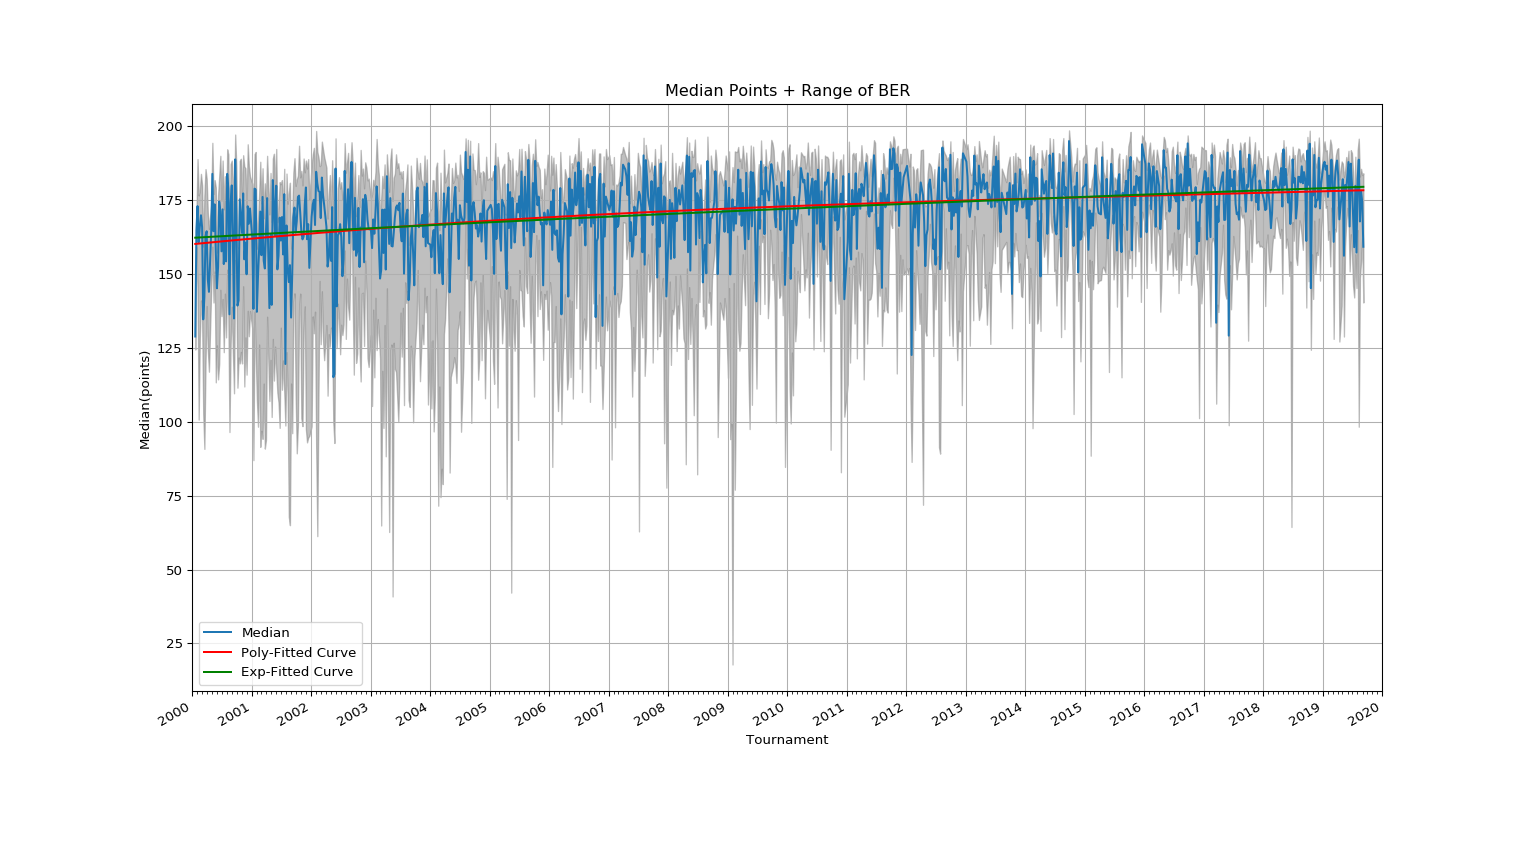 Median Points + Range of BER
200
175
150
125
100
75
50
25
Median(points)
Median
Poly-Fitted Curve
Exp-Fitted Curve
2000 2001 2002 2003 2004 2005 2006 2007 2008 2009 2010 2011 2012 2013 2014 2015 2016 2017 2018 2019 2020
Tournament